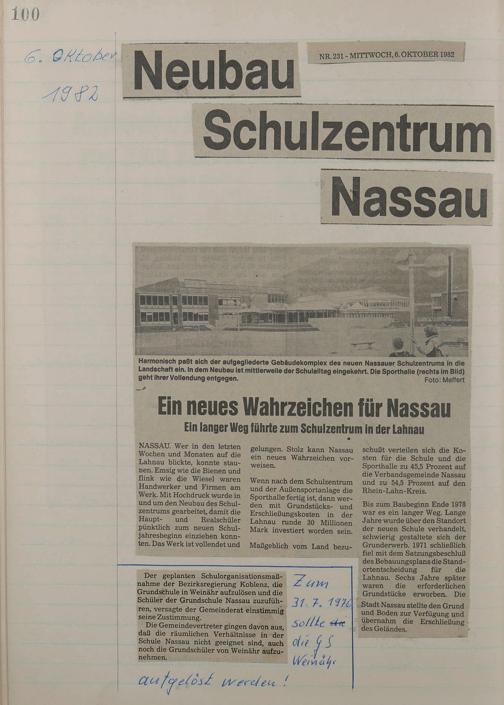 100
6. Oktober
1982
NR. 231 - MITTWOCH, 6. OKTOBER 1982
Neubau
Schulzentrum
Nassau
Harmonisch paßt sich der aufgegliederte Gebäudekomplex des neuen Nassauer Schulzentrums in die
Landschaft ein. In dem Neubau ist mittlerweile der Schulalltag eingekehrt. Die Sporthalle (rechts im Bild)
geht ihrer Vollendung entgegen.
Foto: Meffert
Ein neues Wahrzeichen für Nassau
Ein langer Weg führte zum Schulzentrum in der Lahnau
NASSAU. Wer in den letzten
Wochen und Monaten auf die
Lahnau blickte, konnte stau-
nen. Emsig wie die Bienen und
flink wie die Wiesel waren
Handwerker und Firmen am
Werk. Mit Hochdruck wurde in
und um den Neubau des Schul-
zentrums gearbeitet, damit die
Haupt- und Realschüler
pünktlich zum neuen Schul-
jahresbeginn einziehen konn-
ten. Das Werk ist vollendet und
gelungen. Stolz kann Nassau
ein neues Wahrzeichen vor-
weisen.
Wenn nach dem Schulzentrum
und der Außensportanlage die
Sporthalle fertig ist, dann wer-
den mit Grundstücks- und
Erschließungskosten in der
Lahnau runde 30 Millionen
Mark investiert worden sein.
Maßgeblich vom Land bezu-
schußt verteilen sich die Ko-
sten für die Schule und die
Sporthalle zu 45,5 Prozent auf
die Verbandsgemeinde Nassau
und zu 54,5 Prozent auf den
Rhein-Lahn-Kreis.
Bis zum Baubeginn Ende 1978
war es ein langer Weg. Lange
Jahre wurde über den Standort
der neuen Schule verhandelt,
schwierig gestaltete sich der
Grunderwerb. 1971 schließlich
fiel mit dem Satzungsbeschluß
des Bebauungsplans die Stand-
ortentscheidung für die
Lahnau. Sechs Jahre später
waren die erforderlichen
Grundstücke erworben. Die
Stadt Nassau stellte den Grund
und Boden zur Verfügung und
übernahm die Erschließung
des Geländes.
Der geplanten Schulorganisationsmaß-
nahme der Bezirksregierung Koblenz, die
Grundschule in Weinähr aufzulösen und die
Schüler der Grundschule Nassau zuzufüh-
ren, versagte der Gemeinderat einstimmig
seine Zustimmung.
Die Gemeindevertreter gingen davon aus,
daß die räumlichen Verhältnisse in der
Schule Nassau nicht geeignet sind, auch
noch die Grundschüler von Weinähr aufzu-
nehmen.
Zum
31.7.1976
sollte
die GS
Weinähr
aufgelöst werden!